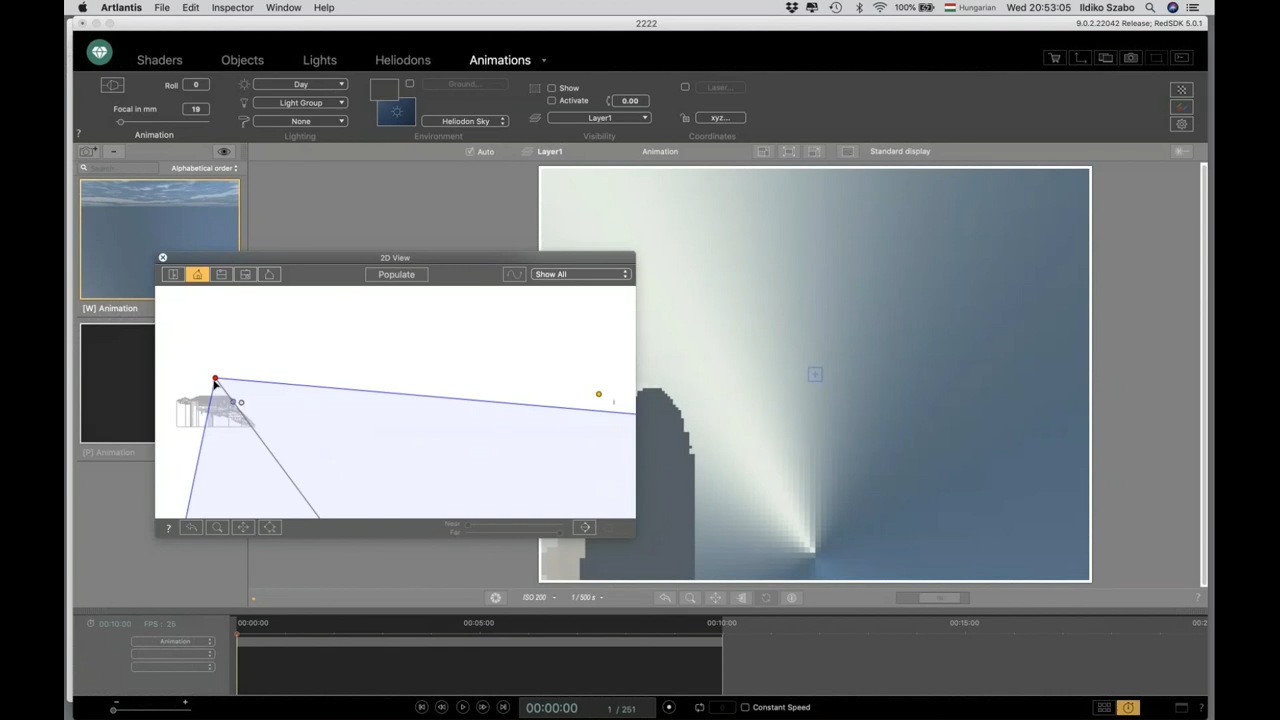 Artlantis File Edit Inspector Window Help 100% Hungarian Wed 20:53:05 Ildiko Szabo
2222
9.0.2.22042 Release; RedSDK 5.0.1
Shaders Objects Lights Heliodons Animations
Roll 0 Day Ground... Show Laser...
Focal in mm 19 Light Group Activate 0.00
None Heliodon Sky Layer1 xyz...
? Animation Lighting Environment Visibility Coordinates
Auto Layer1 Animation Standard display
Search Alphabetical order
2D View
Populate Show All
[W] Animation
[P] Animation
? Near
Far
ISO 200 1 / 500 s ?
00:10:00 FPS : 25 00:00:00 00:05:00 00:10:00 00:15:00
Animation
- + 00:00:00 1 / 251 Constant Speed ?